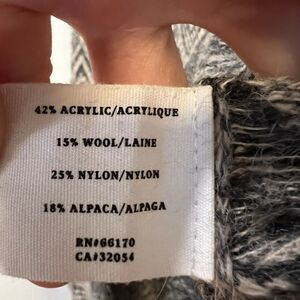 42% ACRYLIC/ACRYLIQUE
15% WOOL/LAINE
25% NYLON/NYLON
18% ALPACA/ALPAGA
RN#66170
CA#32054